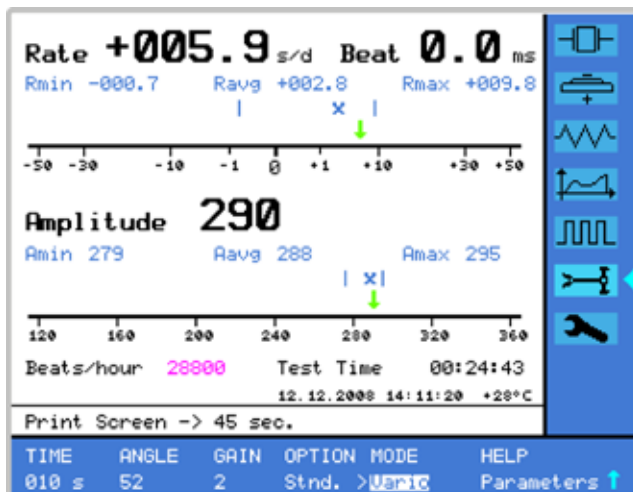 Rate +005.9 s/d Beat 0.0 ms
Rmin -000.7 Ravg +002.8 Rmax +009.8
-50 -30 -10 -1 0 +1 +10 +30 +50
Amplitude 290
Amin 279 Aavg 288 Amax 295
120 160 200 240 280 320 360
Beats/hour 28800 Test Time 00:24:43
12.12.2008 14:11:20 +28°C
Print Screen -> 45 sec.
TIME ANGLE GAIN OPTION MODE HELP
010 s 52 2 Stnd. >Vario Parameters